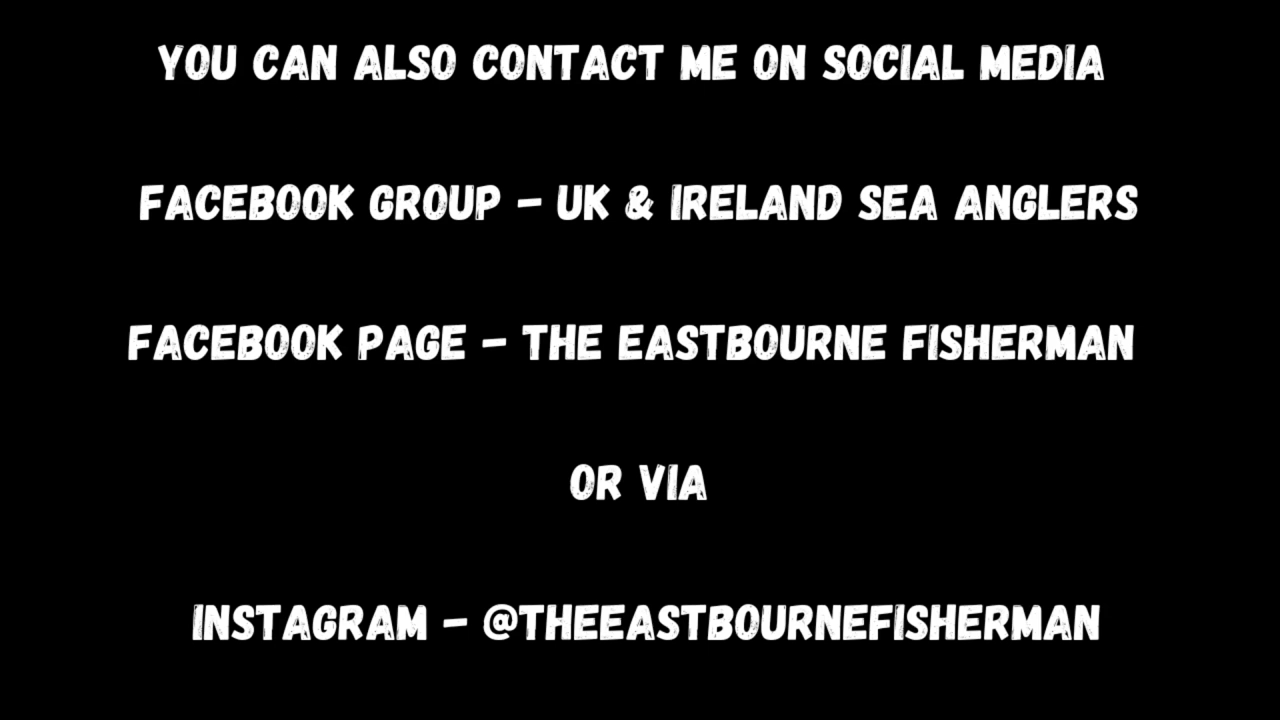 YOU CAN ALSO CONTACT ME ON SOCIAL MEDIA
FACEBOOK GROUP - UK & IRELAND SEA ANGLERS
FACEBOOK PAGE - THE EASTBOURNE FISHERMAN
OR VIA
INSTAGRAM - @THEEASTBOURNEFISHERMAN